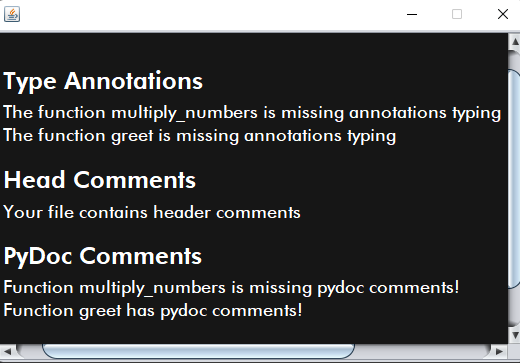 Type Annotations
The function multiply_numbers is missing annotations typing
The function greet is missing annotations typing
Head Comments
Your file contains header comments
PyDoc Comments
Function multiply_numbers is missing pydoc comments!
Function greet has pydoc comments!